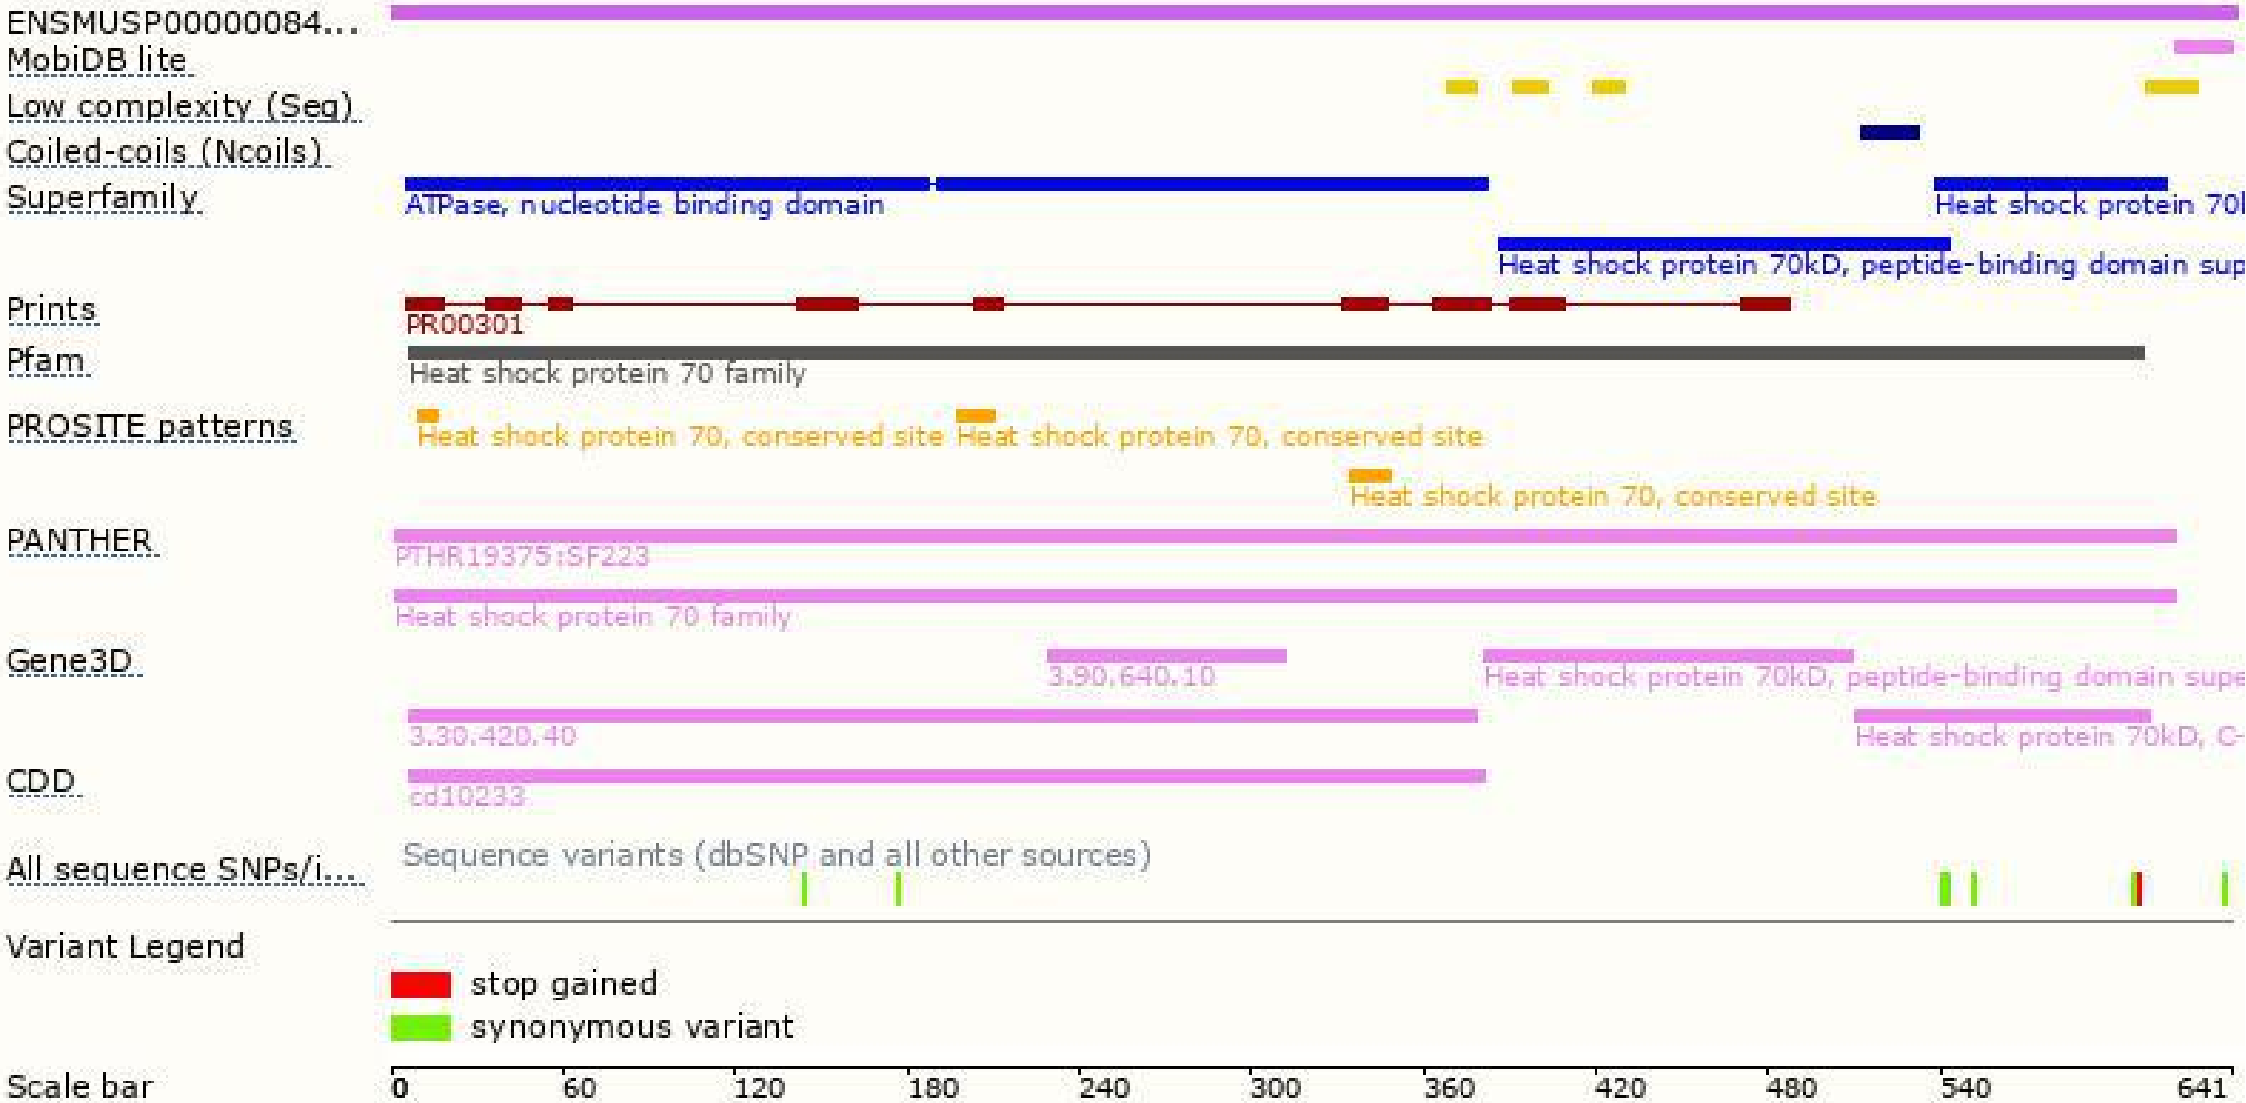 ENSMUSP00000084...
MobiDB lite
Low complexity (Seg)
Coiled-coils (Ncoils)
Superfamily
ATPase, nucleotide binding domain
Heat shock protein 70k
Heat shock protein 70kD, peptide-binding domain sup
Prints
PR00301
Pfam
Heat shock protein 70 family
PROSITE patterns
Heat shock protein 70, conserved site Heat shock protein 70, conserved site
Heat shock protein 70, conserved site
PANTHER
PTHR19375:SF223
Heat shock protein 70 family
Gene3D
3.90.640.10
Heat shock protein 70kD, peptide-binding domain supe
3.30.420.40
Heat shock protein 70kD, C-
CDD
cd10233
Sequence variants (dbSNP and all other sources)
All sequence SNPs/i...
Variant Legend
stop gained
synonymous variant
Scale bar 0 60 120 180 240 300 360 420 480 540 641